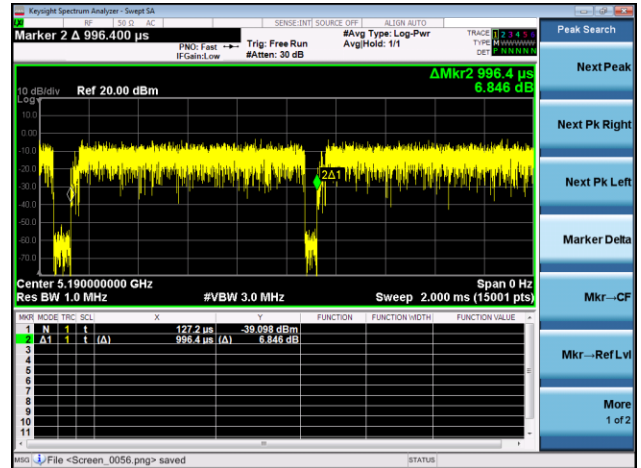 Keysight Spectrum Analyzer - Swept SA
RF 50 Ω AC SENSE:INT SOURCE OFF ALIGN AUTO
Marker 2 Δ 996.400 µs
PNO: Fast
IFGain:Low
Trig: Free Run
#Atten: 30 dB
#Avg Type: Log-Pwr
Avg|Hold: 1/1
TRACE 1 2 3 4 5 6
TYPE M WWWWW
DET P N N N N N
Peak Search
Next Peak
Next Pk Right
Next Pk Left
Marker Delta
Mkr→CF
Mkr→Ref Lvl
More
1 of 2
ΔMkr2 996.4 µs
6.846 dB
10 dB/div Ref 20.00 dBm
Log
10.0
0.00
-10.0
-20.0
-30.0
-40.0
-50.0
-60.0
-70.0
2Δ1
Center 5.190000000 GHz Span 0 Hz
Res BW 1.0 MHz #VBW 3.0 MHz Sweep 2.000 ms (15001 pts)
MKR MODE TRC SCL X Y FUNCTION FUNCTION WIDTH FUNCTION VALUE
1 N 1 t 127.2 µs -39.098 dBm
2 Δ1 1 t (Δ) 996.4 µs (Δ) 6.846 dB
3
4
5
6
7
8
9
10
11
MSG File <Screen_0056.png> saved STATUS